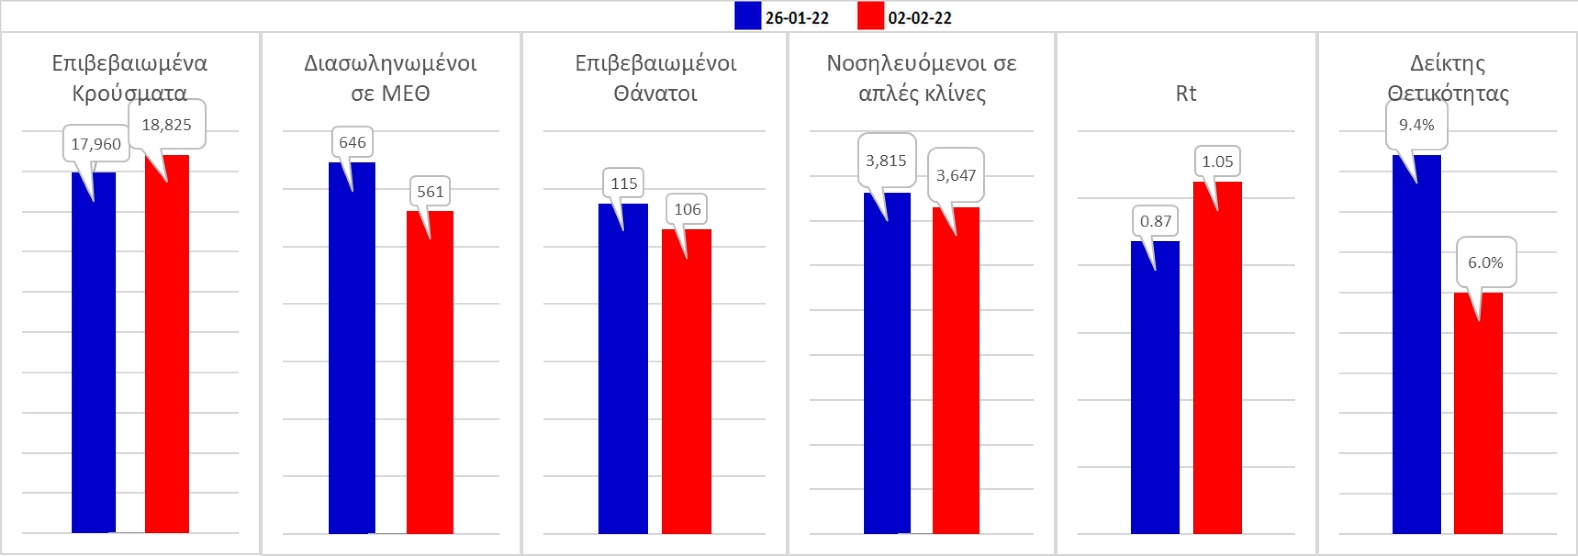 26-01-22 02-02-22
Επιβεβαιωμένα
Κρούσματα
17,960
18,825
Διασωληνωμένοι
σε ΜΕΘ
646
561
Επιβεβαιωμένοι
Θάνατοι
115
106
Νοσηλευόμενοι σε
απλές κλίνες
3,815
3,647
Rt
0.87
1.05
Δείκτης
Θετικότητας
9.4%
6.0%